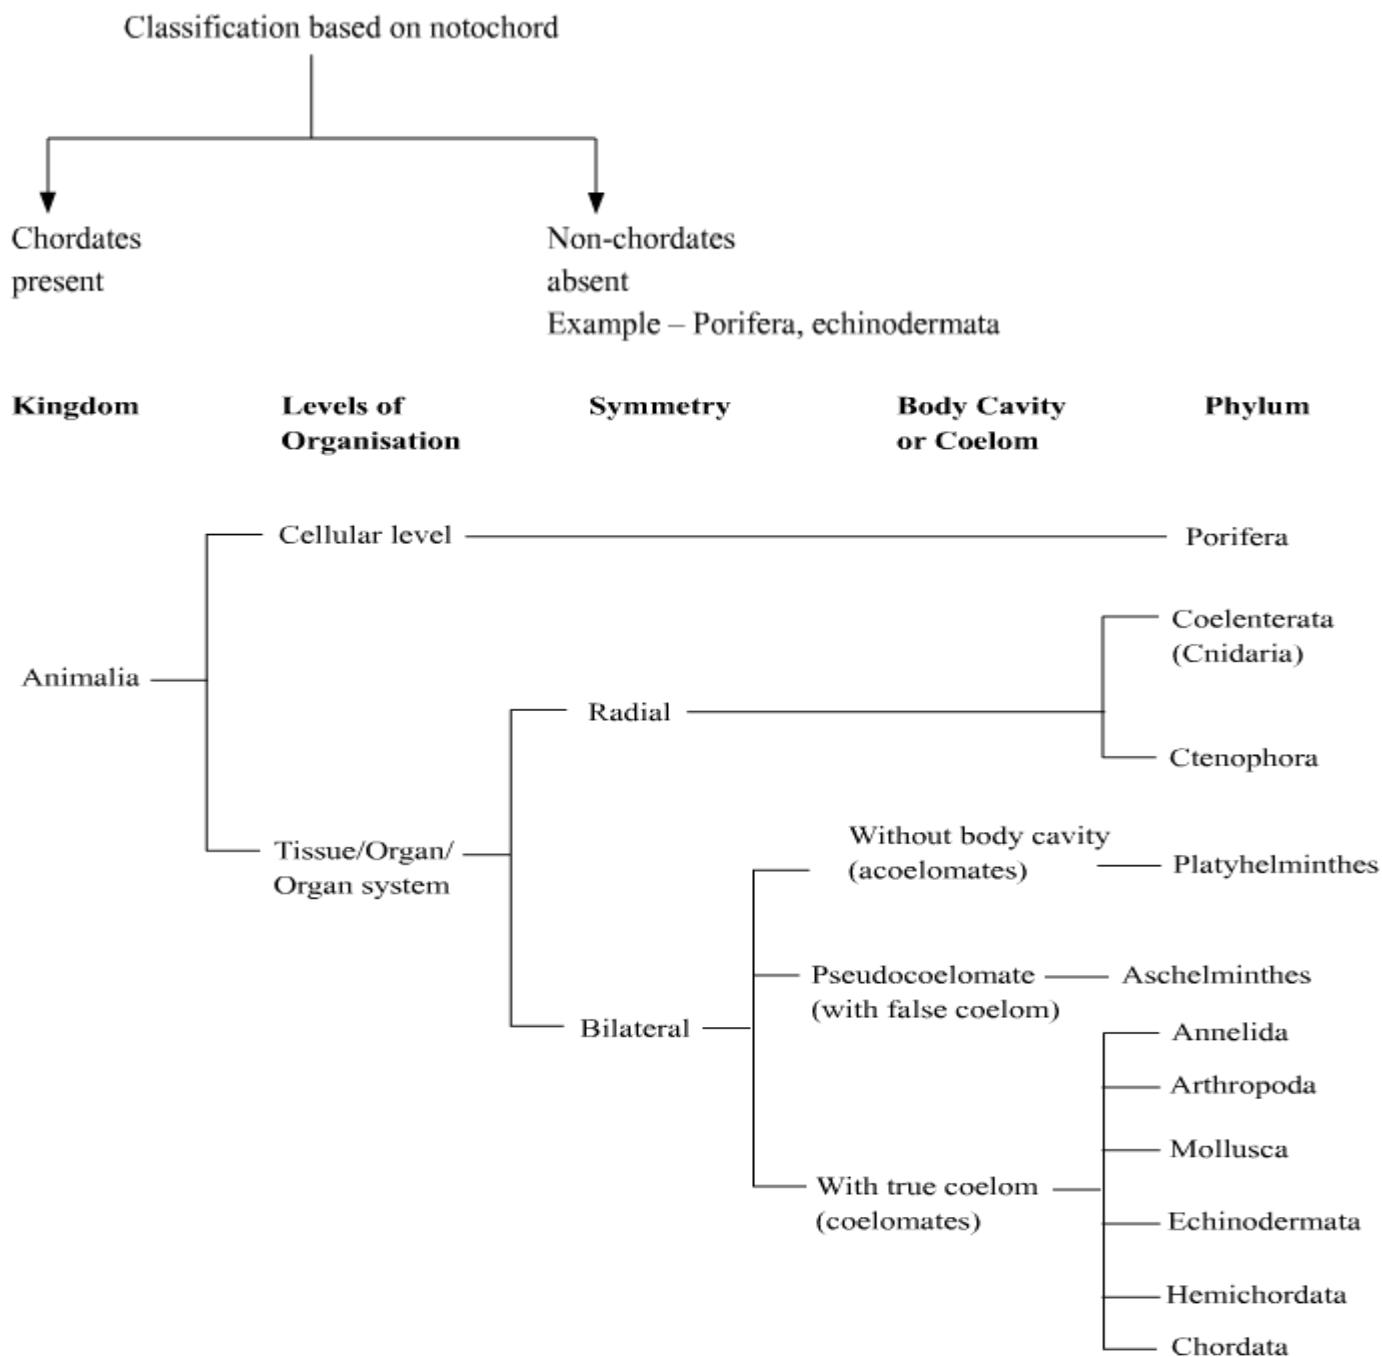 Classification based on notochord
Chordates
present
Non-chordates
absent
Example – Porifera, echinodermata
Kingdom
Levels of
Organisation
Symmetry
Body Cavity
or Coelom
Phylum
Cellular level
Porifera
Coelenterata
(Cnidaria)
Animalia
Radial
Ctenophora
Tissue/Organ/
Organ system
Without body cavity
(acoelomates)
Platyhelminthes
Pseudocoelomate
(with false coelom)
Aschelminthes
Bilateral
Annelida
Arthropoda
Mollusca
With true coelom
(coelomates)
Echinodermata
Hemichordata
Chordata